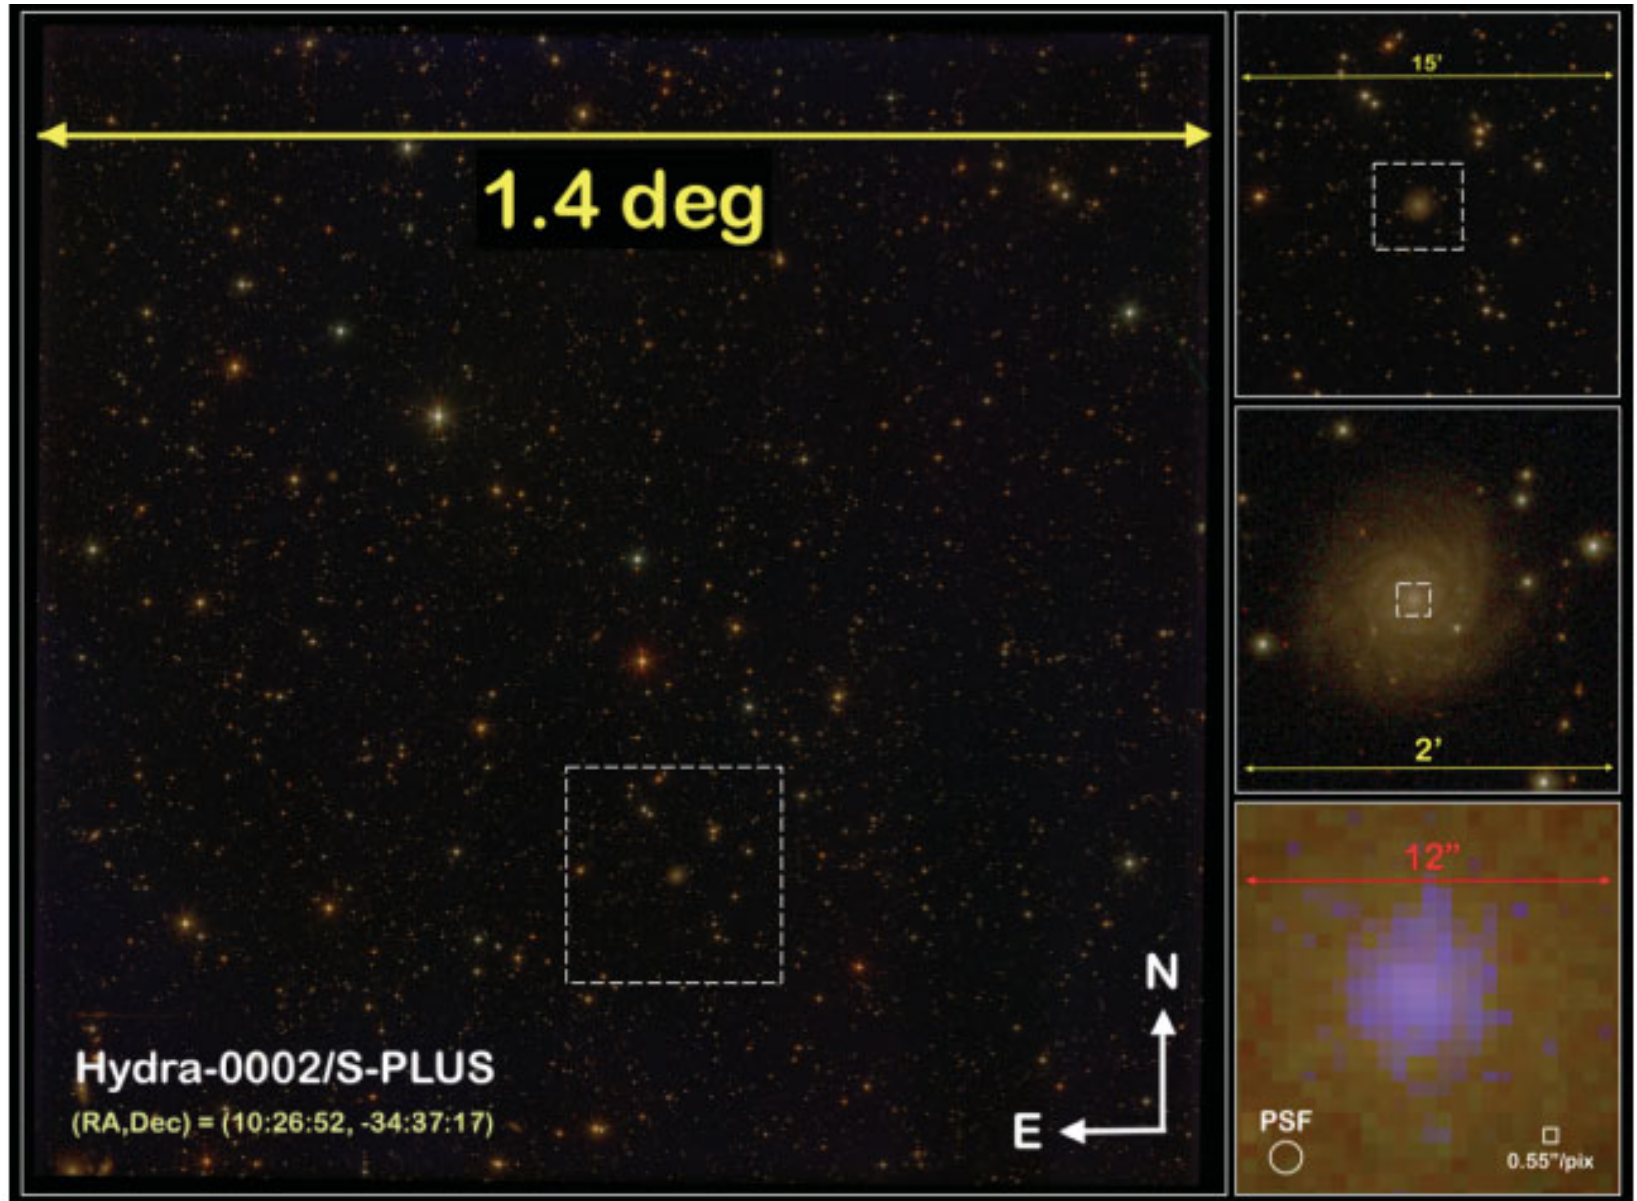 1.4 deg
Hydra-0002/S-PLUS
(RA,Dec) = (10:26:52, -34:37:17)
N
E
15'
2'
12”
PSF
0.55”/pix